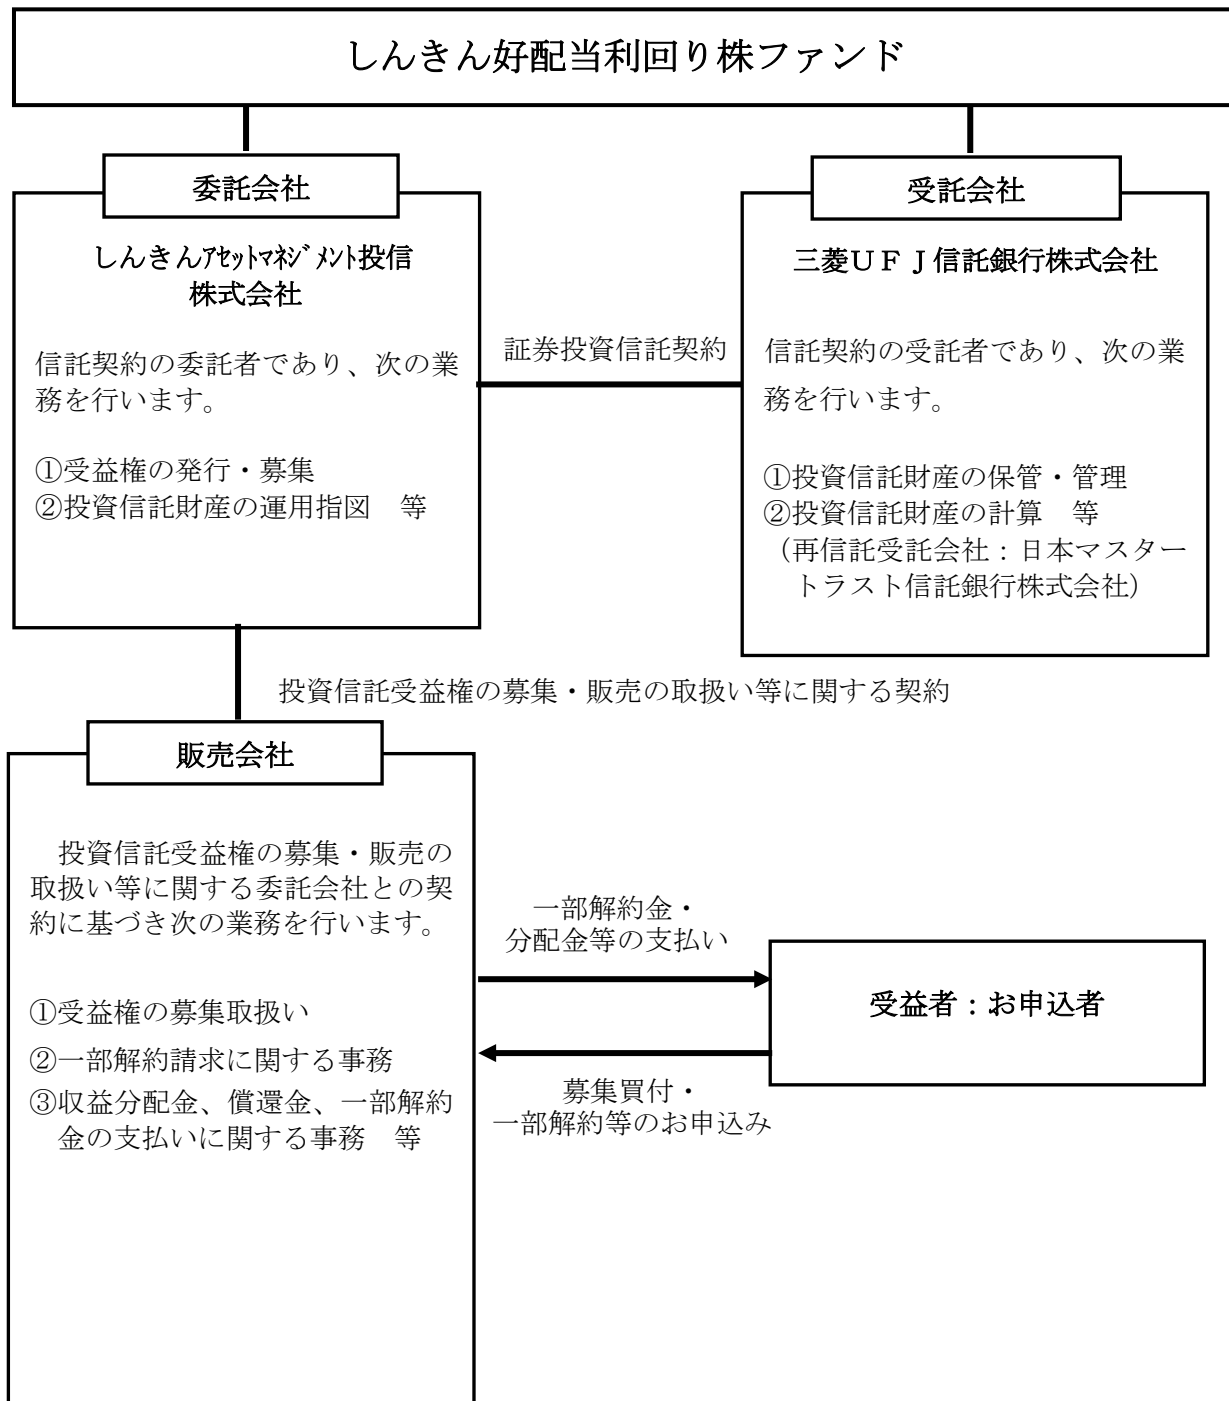 しんきん好配当利回り株ファンド
委託会社
しんきんｱｾｯﾄﾏﾈｼﾞﾒﾝﾄ投信
株式会社
信託契約の委託者であり、次の業
務を行います。
①受益権の発行・募集
②投資信託財産の運用指図　等
証券投資信託契約
受託会社
三菱ＵＦＪ信託銀行株式会社
信託契約の受託者であり、次の業
務を行います。
①投資信託財産の保管・管理
②投資信託財産の計算　等
（再信託受託会社：日本マスター
トラスト信託銀行株式会社）
投資信託受益権の募集・販売の取扱い等に関する契約
販売会社
投資信託受益権の募集・販売の
取扱い等に関する委託会社との契
約に基づき次の業務を行います。
①受益権の募集取扱い
②一部解約請求に関する事務
③収益分配金、償還金、一部解約
金の支払いに関する事務　等
一部解約金・
分配金等の支払い
受益者：お申込者
募集買付・
一部解約等のお申込み